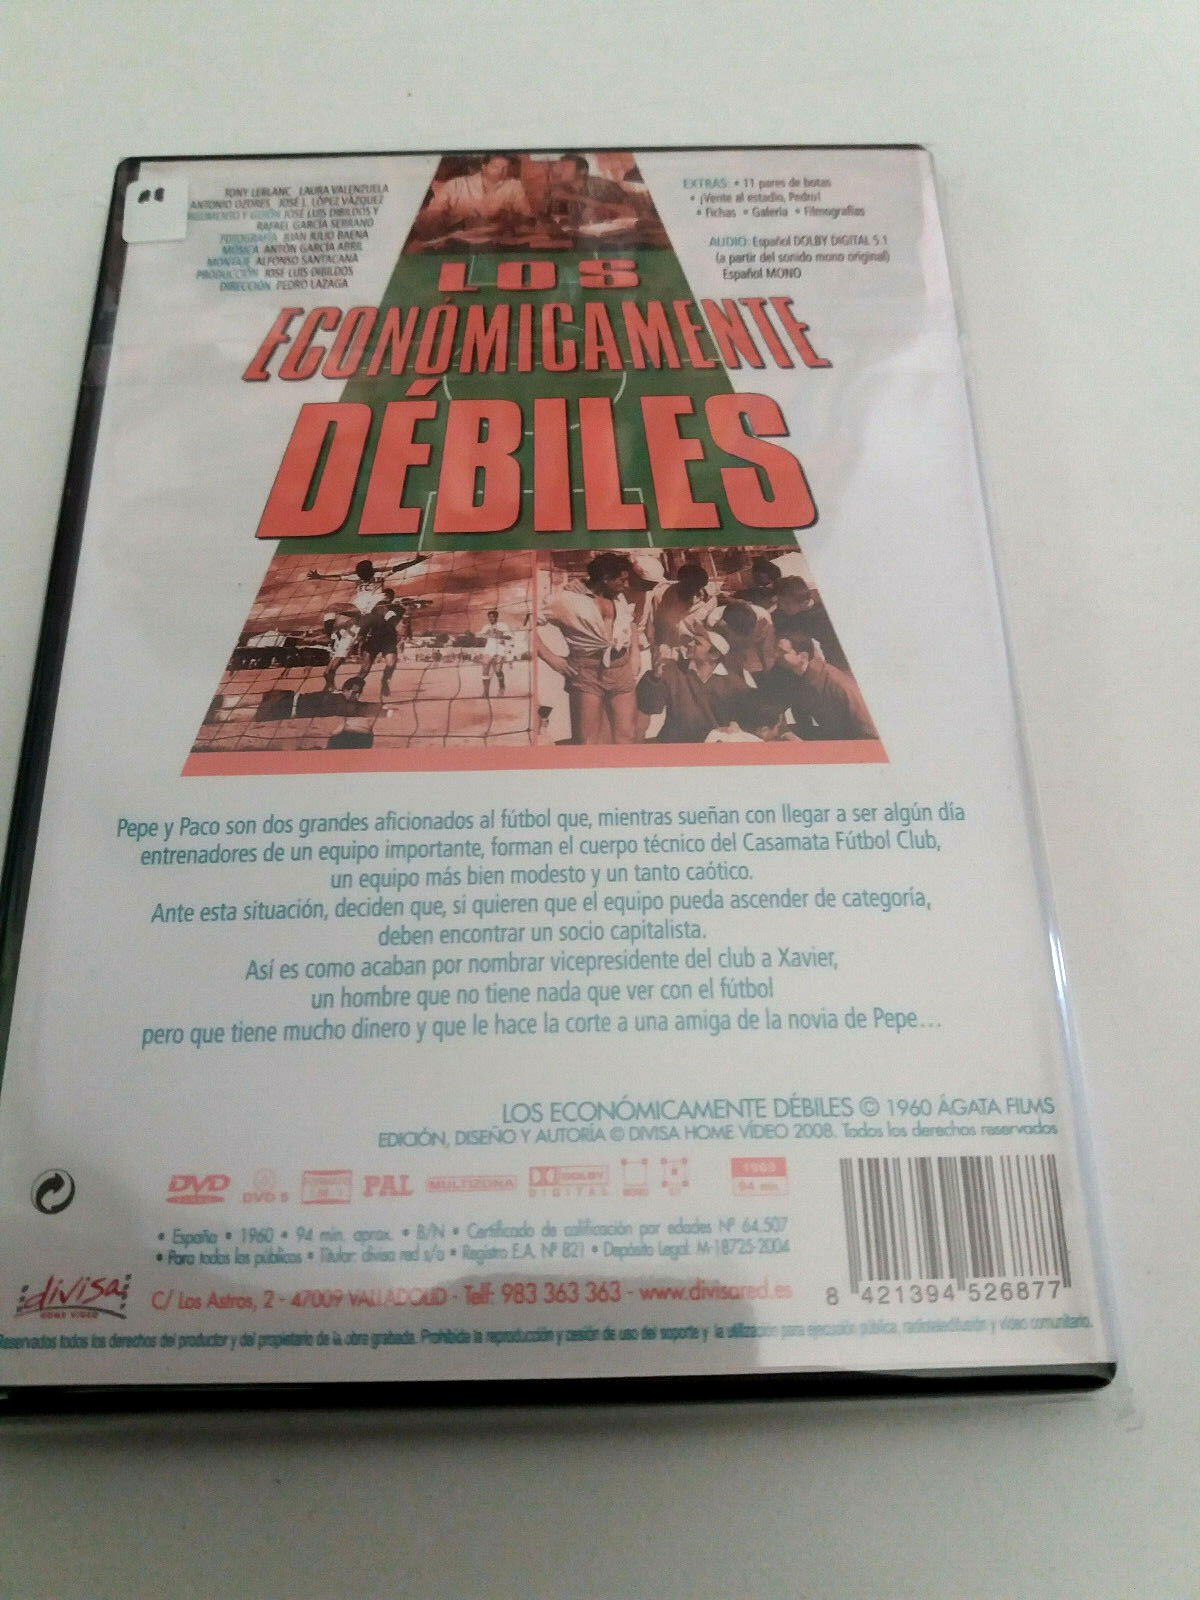 TONY LEBLANC LAURA VALENZUELA
ANTONIO OZORES JOSÉ L. LÓPEZ VÁZQUEZ
Y GUIÓN JOSÉ LUIS DIBILDOS Y
RAFAEL GARCÍA SERRANO
FOTOGRAFÍA JUAN JULIO BAENA
MÚSICA ANTÓN GARCÍA ABRIL
MONTAJE ALFONSO SANTACANA
PRODUCCIÓN JOSÉ LUIS DIBILDOS
DIRECCIÓN PEDRO LAZAGA
EXTRAS: • 11 pares de botas
• ¡Vente al estadio, Pedro!
• Fichas • Galería • Filmografías
AUDIO: Español DOLBY DIGITAL 5.1
(a partir del sonido mono original)
Español MONO
LOS
ECONÓMICAMENTE
DÉBILES
Pepe y Paco son dos grandes aficionados al fútbol que, mientras sueñan con llegar a ser algún día
entrenadores de un equipo importante, forman el cuerpo técnico del Casamata Fútbol Club,
un equipo más bien modesto y un tanto caótico.
Ante esta situación, deciden que, si quieren que el equipo pueda ascender de categoría,
deben encontrar un socio capitalista.
Así es como acaban por nombrar vicepresidente del club a Xavier,
un hombre que no tiene nada que ver con el fútbol
pero que tiene mucho dinero y que le hace la corte a una amiga de la novia de Pepe...
LOS ECONÓMICAMENTE DÉBILES © 1960 ÁGATA FILMS
EDICIÓN, DISEÑO Y AUTORÍA © DIVISA HOME VÍDEO 2008. Todos los derechos reservados
DVD DVD 5 PAL MULTIZONA DOLBY DIGITAL MONO 5.1 1960 94 min.
• España • 1960 • 94 min. aprox. • B/N • Certificado de calificación por edades Nº 64.507
• Para todos los públicos • Titular: divisa red s/a • Registro E.A. Nº 821 • Depósito Legal: M-18725-2004
divisa HOME VIDEO
C/ Los Astros, 2 - 47009 VALLADOLID - Telf: 983 363 363 - www.divisared.es
8 421394 526877
Reservados todos los derechos del productor y del propietario de la obra grabada. Prohibida la reproducción y cesión de uso del soporte y la utilización para ejecución pública, radioteledifusión y vídeo comunitario.